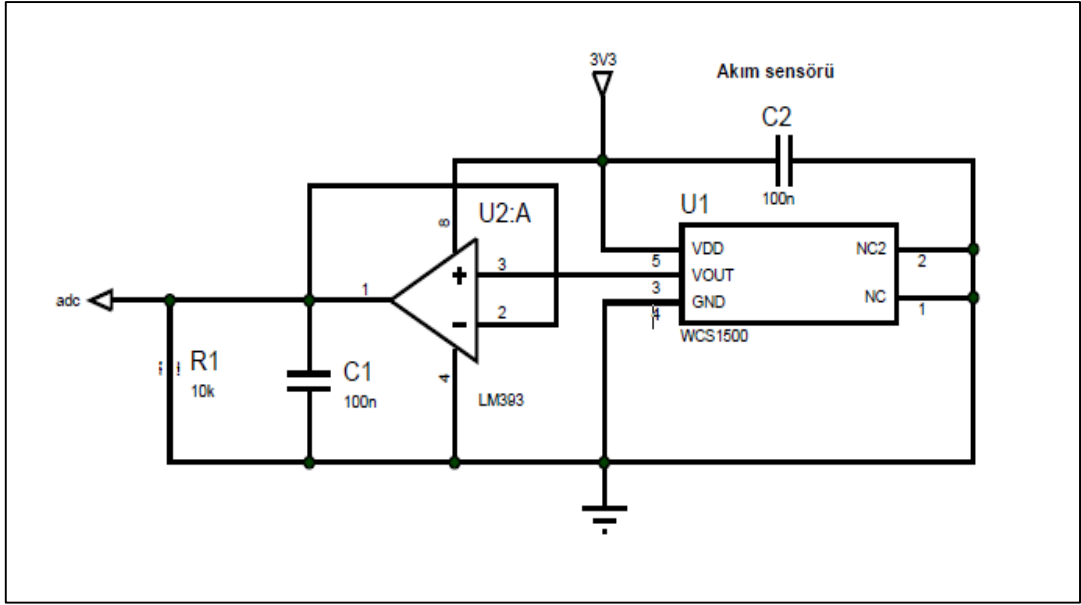 3V3
Akım sensörü
C2
100n
U1
U2:A
8
VDD
NC2
5
2
3
VOUT
1
adc
3
GND
NC
2
4
1
WCS1500
R1
10k
C1
100n
4
LM393